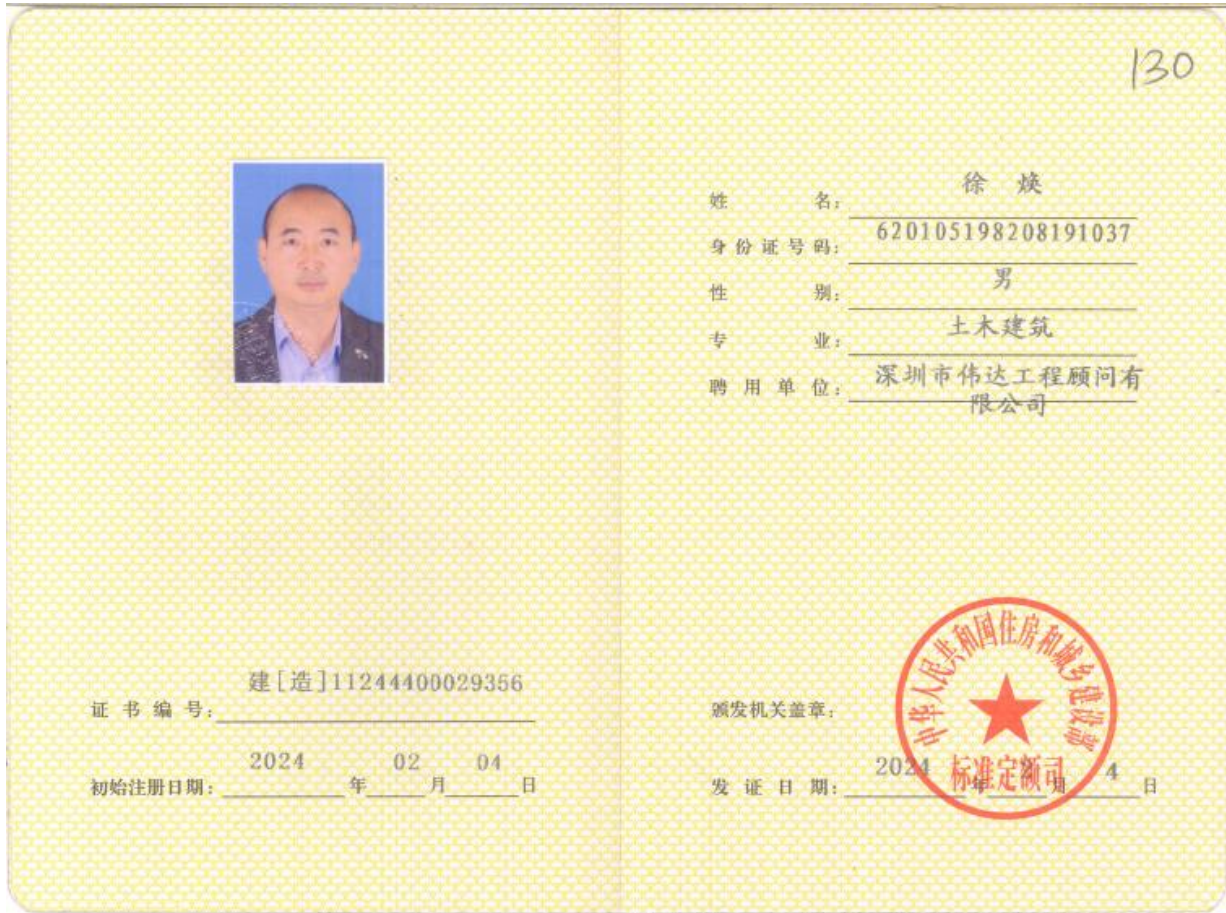 130
姓 名: 徐 焕
身份证号码: 620105198208191037
性 别: 男
专 业: 土木建筑
聘用单位: 深圳市伟达工程顾问有
限公司
证书编号: 建[造]11244400029356
初始注册日期: 2024 年 02 月 04 日
颁发机关盖章:
中华人民共和国住房和城乡建设部
标准定额司
发证日期: 2024 年 2 月 4 日